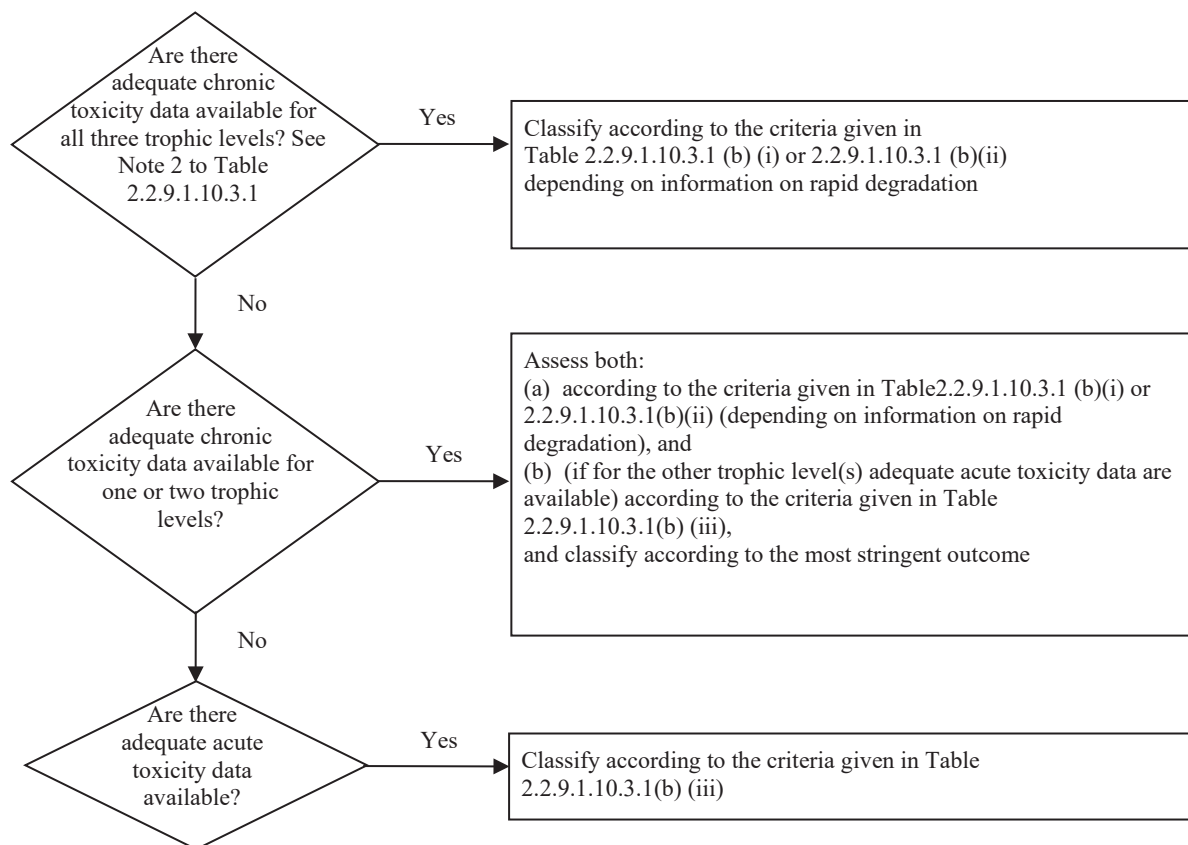 Are there
adequate chronic
toxicity data available for
all three trophic levels? See
Note 2 to Table
2.2.9.1.10.3.1
Yes
Classify according to the criteria given in
Table 2.2.9.1.10.3.1 (b) (i) or 2.2.9.1.10.3.1 (b)(ii)
depending on information on rapid degradation
No
Are there
adequate chronic
toxicity data available for
one or two trophic
levels?
Yes
Assess both:
(a) according to the criteria given in Table2.2.9.1.10.3.1 (b)(i) or
2.2.9.1.10.3.1(b)(ii) (depending on information on rapid
degradation), and
(b) (if for the other trophic level(s) adequate acute toxicity data are
available) according to the criteria given in Table
2.2.9.1.10.3.1(b) (iii),
and classify according to the most stringent outcome
No
Are there
adequate acute
toxicity data
available?
Yes
Classify according to the criteria given in Table
2.2.9.1.10.3.1(b) (iii)